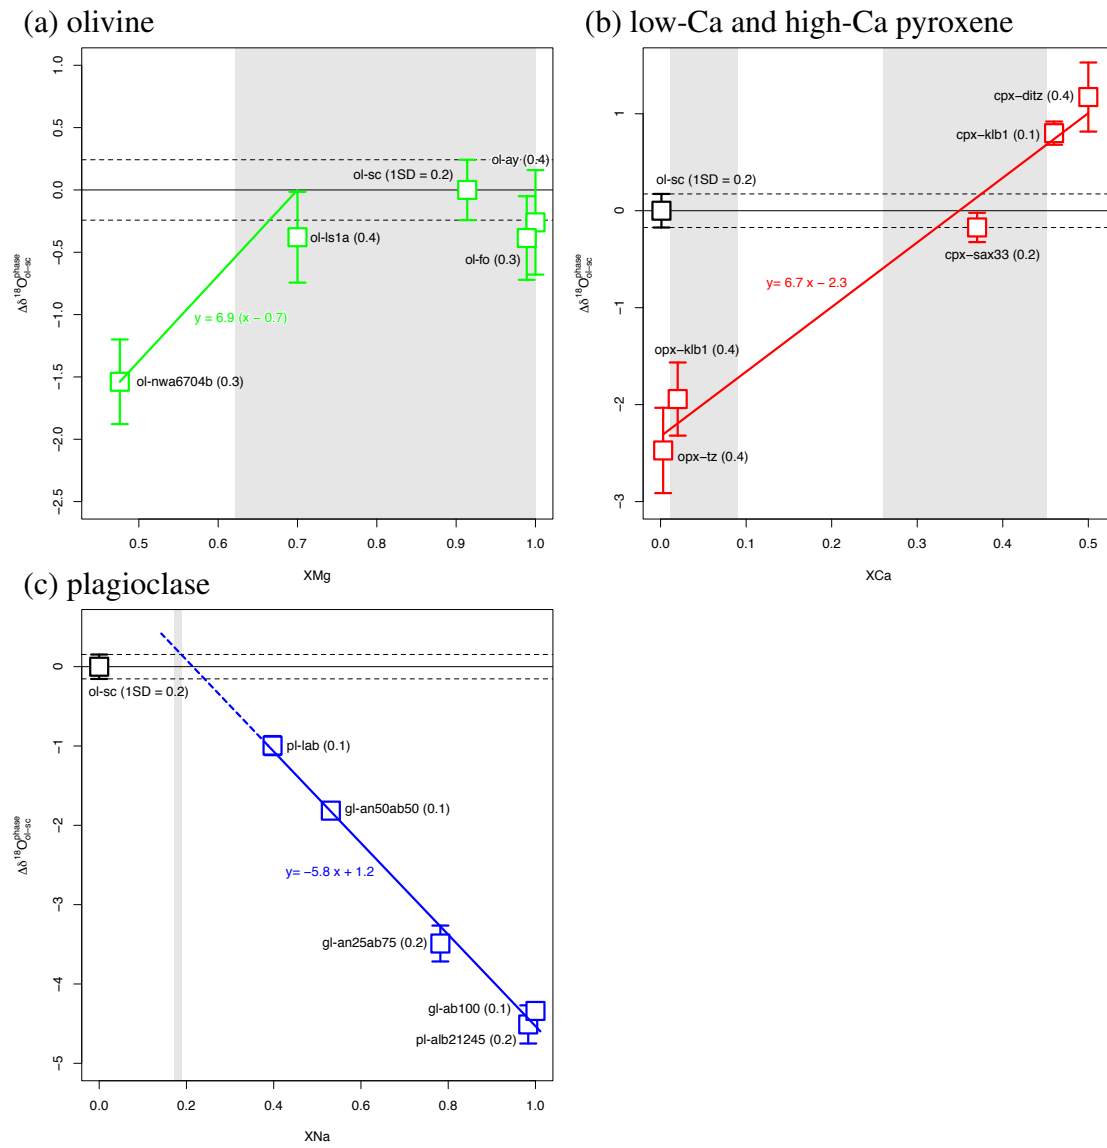 (a) olivine
1.0
0.5
0.0
−0.5
−1.0
−1.5
−2.0
−2.5
Δδ¹⁸O phase ol−sc
ol-ay (0.4)
ol-sc (1SD = 0.2)
ol-ls1a (0.4)
ol-fo (0.3)
y = 6.9 (x − 0.7)
ol-nwa6704b (0.3)
0.5 0.6 0.7 0.8 0.9 1.0
XMg
(b) low-Ca and high-Ca pyroxene
1
0
−1
−2
−3
Δδ¹⁸O phase ol−sc
cpx−ditz (0.4)
cpx−klb1 (0.1)
ol−sc (1SD = 0.2)
cpx−sax33 (0.2)
y= 6.7 x − 2.3
opx−klb1 (0.4)
opx−tz (0.4)
0.0 0.1 0.2 0.3 0.4 0.5
XCa
(c) plagioclase
0
−1
−2
−3
−4
−5
Δδ¹⁸O phase ol−sc
ol−sc (1SD = 0.2)
pl−lab (0.1)
gl−an50ab50 (0.1)
y= −5.8 x + 1.2
gl−an25ab75 (0.2)
gl−ab100 (0.1)
pl−alb21245 (0.2)
0.0 0.2 0.4 0.6 0.8 1.0
XNa